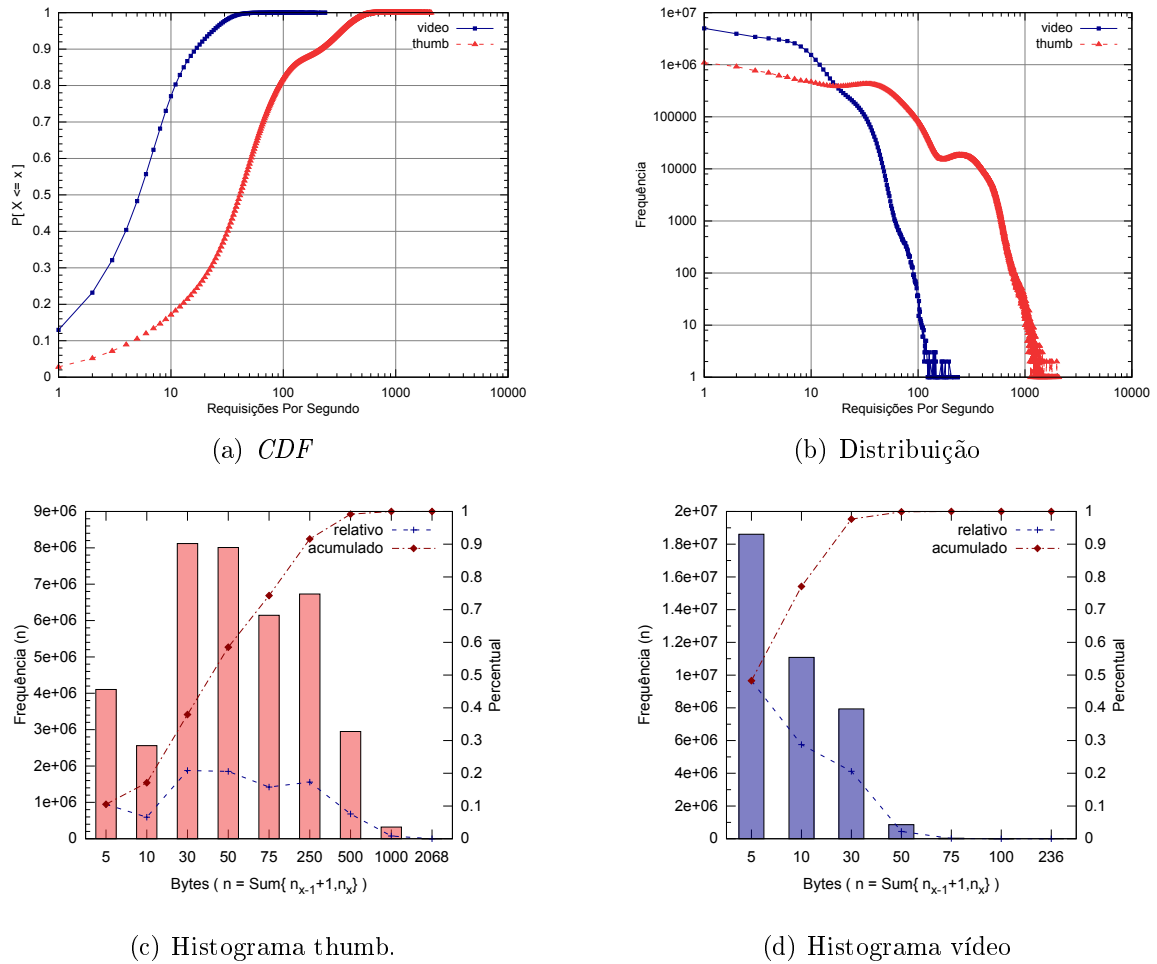 1
0.9
0.8
0.7
0.6
0.5
0.4
0.3
0.2
0.1
0
P[ X <= x ]
video
thumb
1
10
100
1000
10000
Requisições Por Segundo
(a) CDF
1e+07
1e+06
100000
10000
1000
100
10
1
Frequência
video
thumb
1
10
100
1000
10000
Requisições Por Segundo
(b) Distribuição
9e+06
8e+06
7e+06
6e+06
5e+06
4e+06
3e+06
2e+06
1e+06
0
Frequência (n)
relativo
acumulado
1
0.9
0.8
0.7
0.6
0.5
0.4
0.3
0.2
0.1
0
Percentual
5 10 30 50 75 250 500 1000 2068
Bytes ( n = Sum{ nx-1+1,nx} )
(c) Histograma thumb.
2e+07
1.8e+07
1.6e+07
1.4e+07
1.2e+07
1e+07
8e+06
6e+06
4e+06
2e+06
0
Frequência (n)
relativo
acumulado
1
0.9
0.8
0.7
0.6
0.5
0.4
0.3
0.2
0.1
0
Percentual
5 10 30 50 75 100 236
Bytes ( n = Sum{ nx-1+1,nx} )
(d) Histograma vídeo